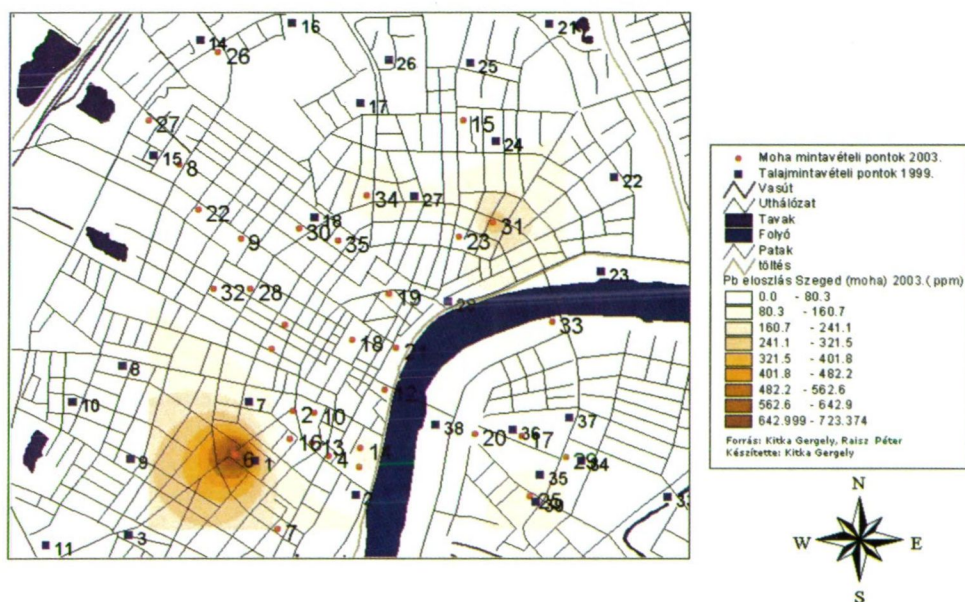 16
14
26
21
26
25
17
27
15
15
24
8
22
34
27
22
18
30
31
35
23
9
23
32
28
19
33
18
8
12
10
7
2
10
37
38
36
17
20
16
13
4
14
6
1
9
29
34
35
2
7
3
11
Moha mintavételi pontok 2003.
Talajmintavételi pontok 1999.
Vasút
Uthálózat
Tavak
Folyó
Patak
töltés
Pb eloszlás Szeged (moha) 2003.( ppm)
0.0 - 80.3
80.3 - 160.7
160.7 - 241.1
241.1 - 321.5
321.5 - 401.8
401.8 - 482.2
482.2 - 562.6
562.6 - 642.9
642.999 - 723.374
Forrás: Kitka Gergely, Raisz Péter
Készítette: Kitka Gergely
N
W E
S